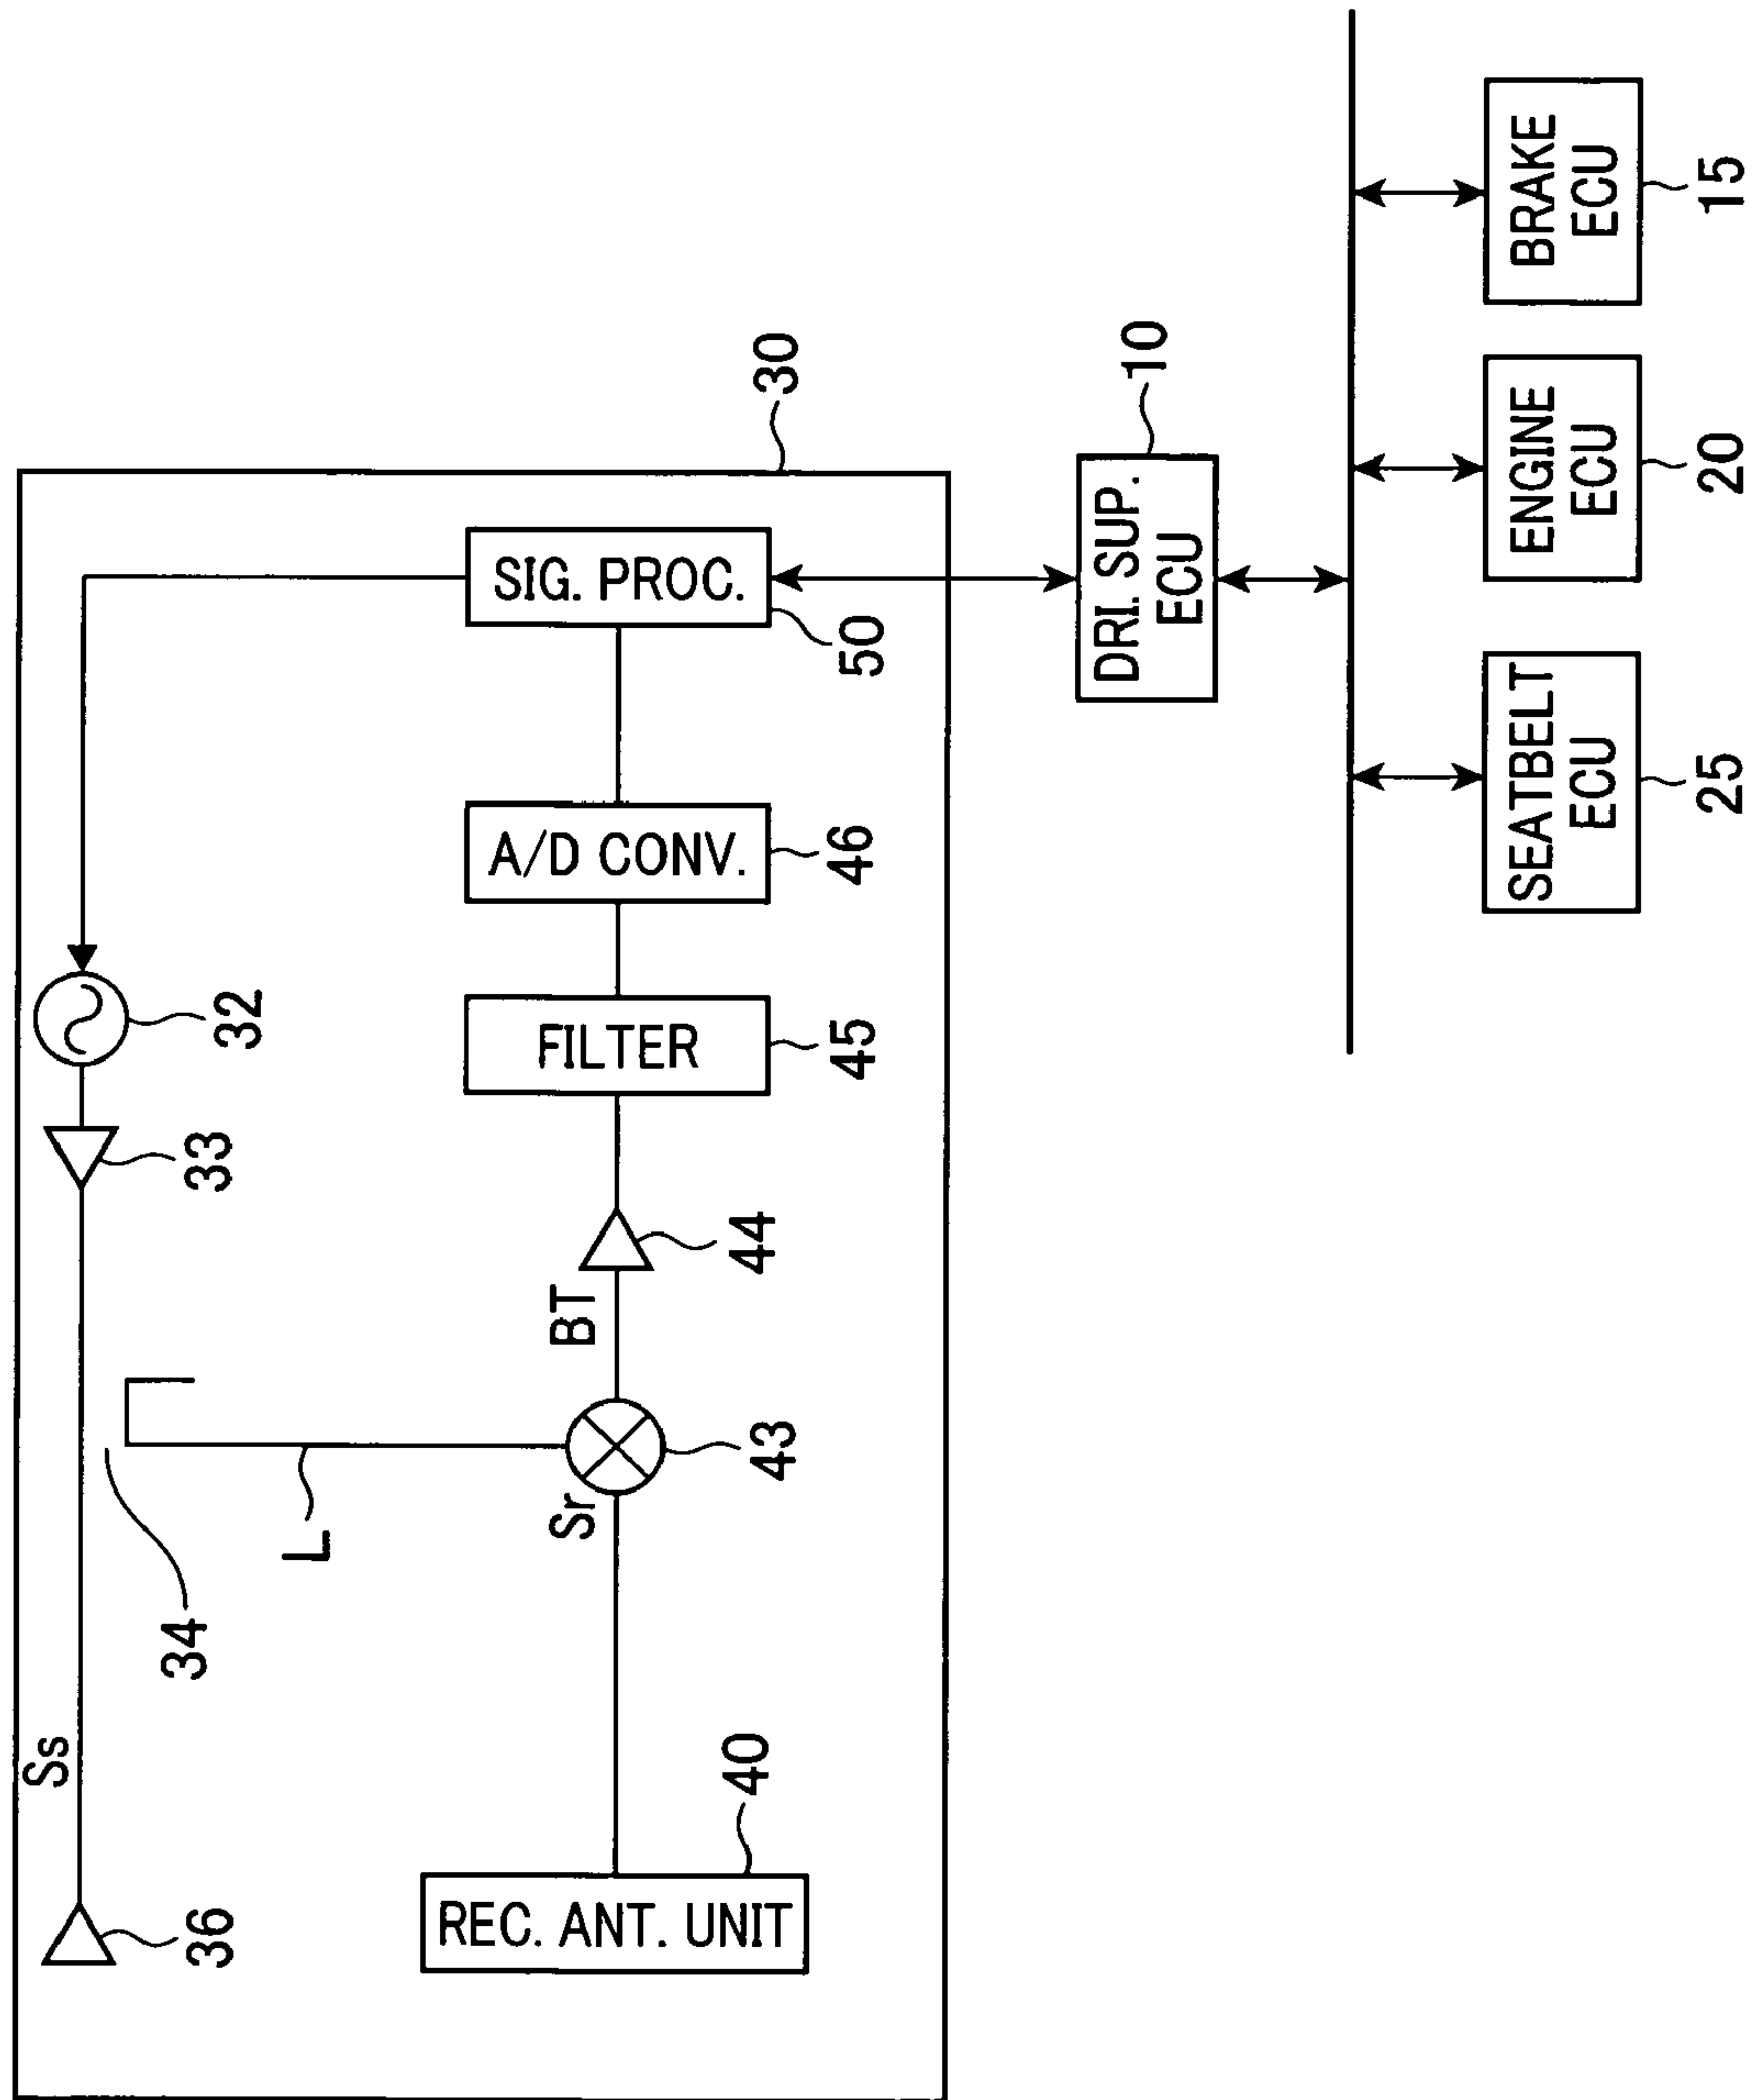 Ss
36
34
33
32
L
Sr
BT
REC. ANT. UNIT
FILTER
A/D CONV.
SIG. PROC.
40
43
44
45
46
50
30
DRI. SUP.
ECU
10
SEATBELT
ECU
25
ENGINE
ECU
20
BRAKE
ECU
15